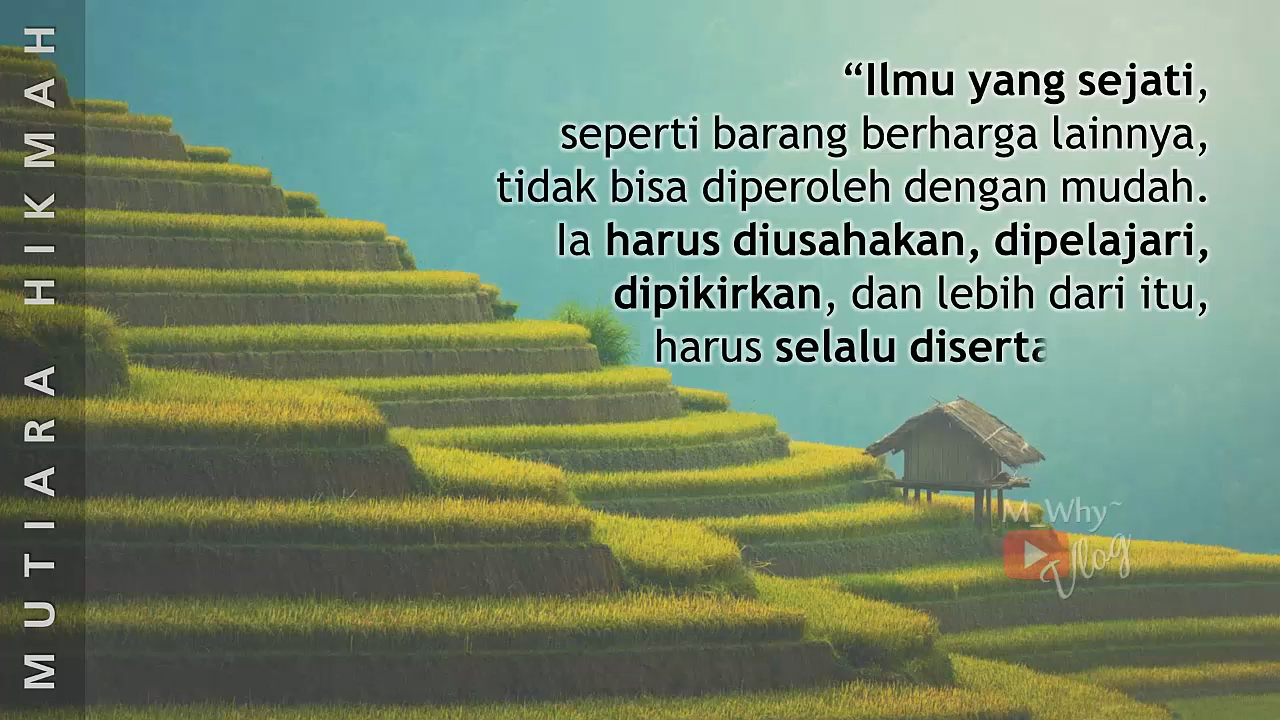 MUTIARA HIKMAH
“Ilmu yang sejati,
seperti barang berharga lainnya,
tidak bisa diperoleh dengan mudah.
Ia harus diusahakan, dipelajari,
dipikirkan, dan lebih dari itu,
harus selalu diserta
M_Why~
Vlog